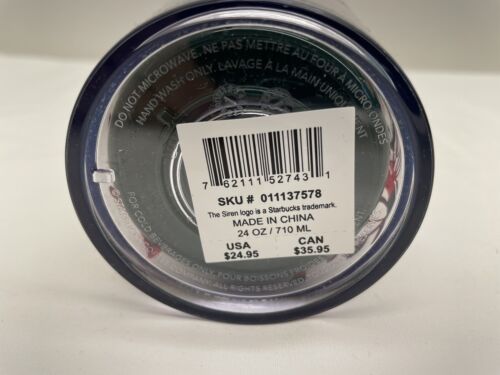 DO NOT MICROWAVE. NE PAS METTRE AU FOUR À MICRO-ONDES
HAND WASH ONLY. LAVAGE À LA MAIN UNIQUEMENT
7 62111 52743 1
SKU # 011137578
The Siren logo is a Starbucks trademark.
MADE IN CHINA
24 OZ / 710 ML
USA CAN
$24.95 $35.95
FOR COLD BEVERAGES ONLY. POUR BOISSONS FROIDES
COMPANY. ALL RIGHTS RESERVED.